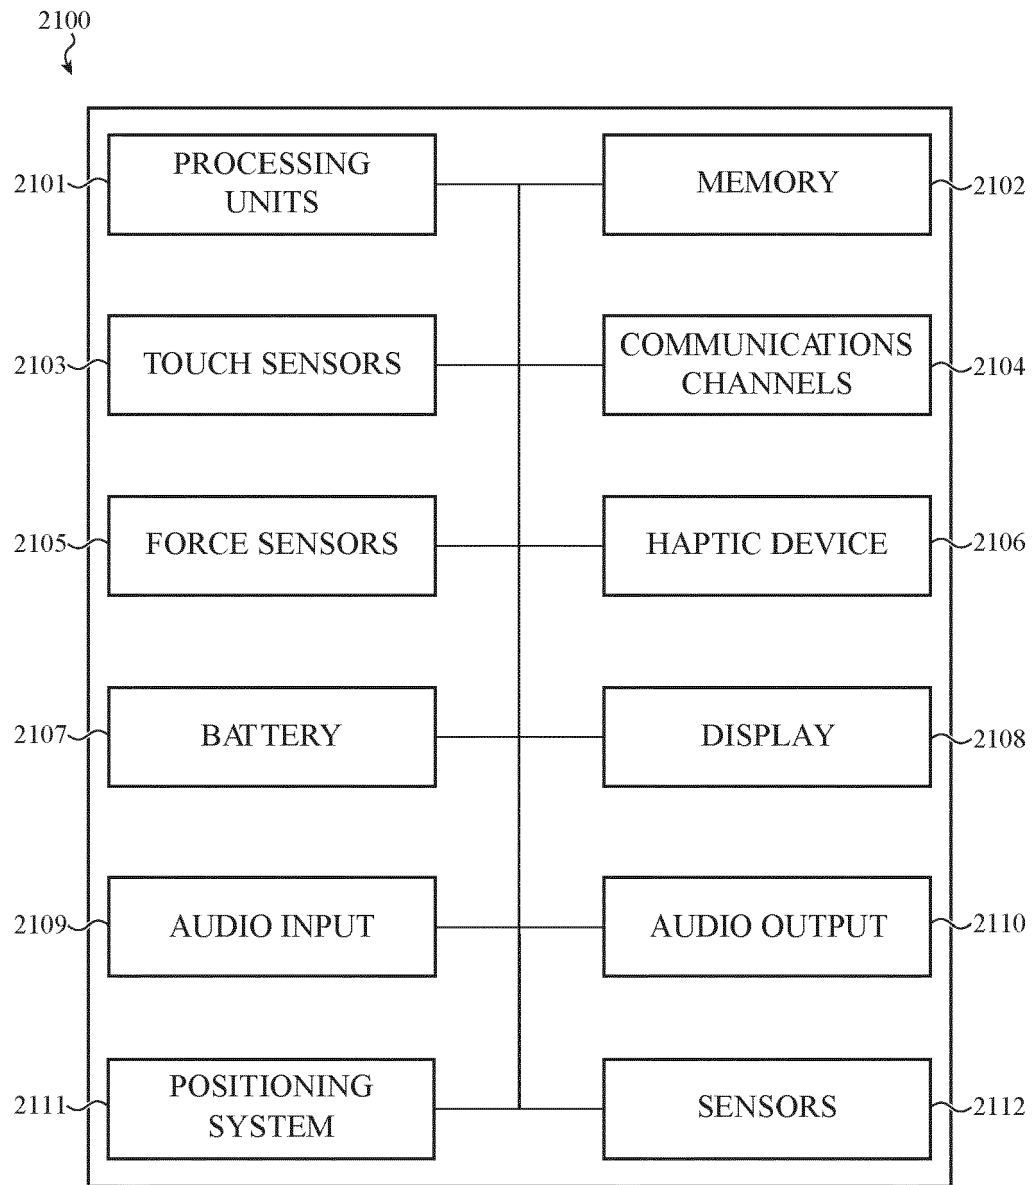 2100
PROCESSING
UNITS
2101
MEMORY
2102
TOUCH SENSORS
2103
COMMUNICATIONS
CHANNELS
2104
FORCE SENSORS
2105
HAPTIC DEVICE
2106
BATTERY
2107
DISPLAY
2108
AUDIO INPUT
2109
AUDIO OUTPUT
2110
POSITIONING
SYSTEM
2111
SENSORS
2112